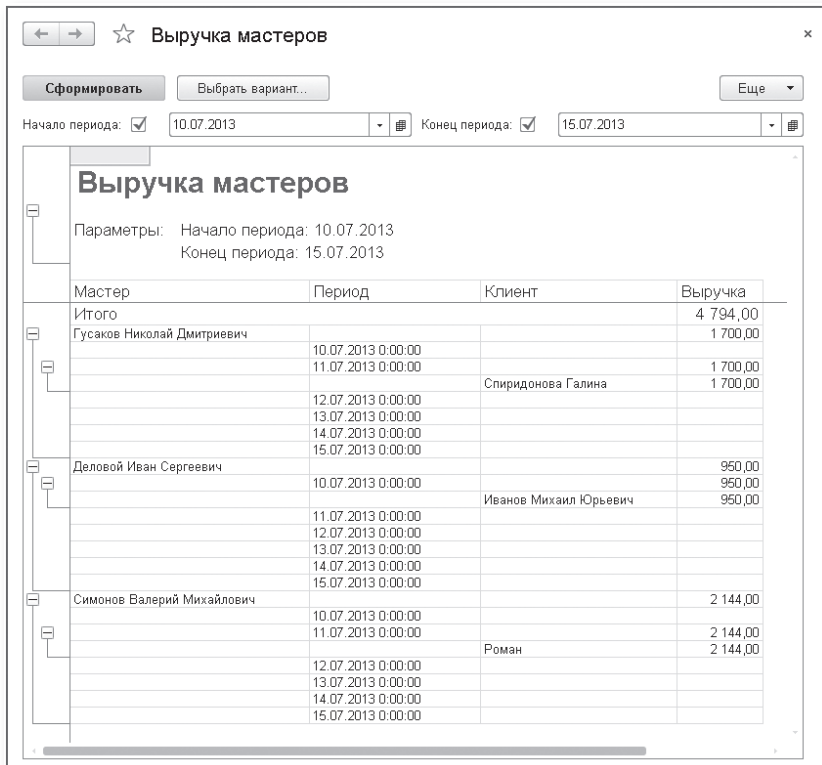 Выручка мастеров
Сформировать Выбрать вариант... Еще
Начало периода: 10.07.2013 Конец периода: 15.07.2013
Выручка мастеров
Параметры: Начало периода: 10.07.2013
Конец периода: 15.07.2013
Мастер Период Клиент Выручка
Итого 4 794,00
Гусаков Николай Дмитриевич 1 700,00
10.07.2013 0:00:00
11.07.2013 0:00:00 1 700,00
Спиридонова Галина 1 700,00
12.07.2013 0:00:00
13.07.2013 0:00:00
14.07.2013 0:00:00
15.07.2013 0:00:00
Деловой Иван Сергеевич 950,00
10.07.2013 0:00:00 950,00
Иванов Михаил Юрьевич 950,00
11.07.2013 0:00:00
12.07.2013 0:00:00
13.07.2013 0:00:00
14.07.2013 0:00:00
15.07.2013 0:00:00
Симонов Валерий Михайлович 2 144,00
10.07.2013 0:00:00
11.07.2013 0:00:00 2 144,00
Роман 2 144,00
12.07.2013 0:00:00
13.07.2013 0:00:00
14.07.2013 0:00:00
15.07.2013 0:00:00